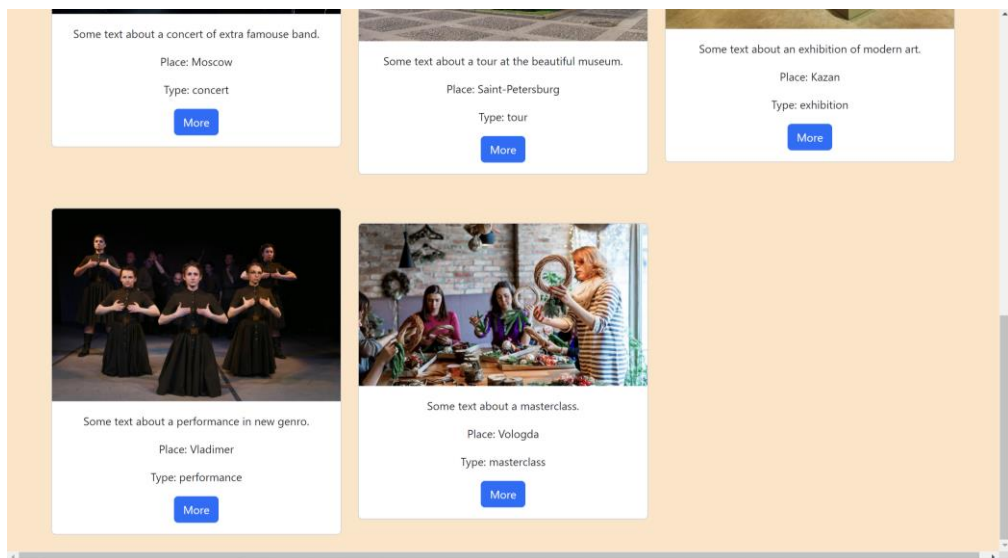 Some text about a concert of extra famouse band.
Place: Moscow
Type: concert
More
Some text about a tour at the beautiful museum.
Place: Saint-Petersburg
Type: tour
More
Some text about an exhibition of modern art.
Place: Kazan
Type: exhibition
More
Some text about a performance in new genro.
Place: Vladimer
Type: performance
More
Some text about a masterclass.
Place: Vologda
Type: masterclass
More